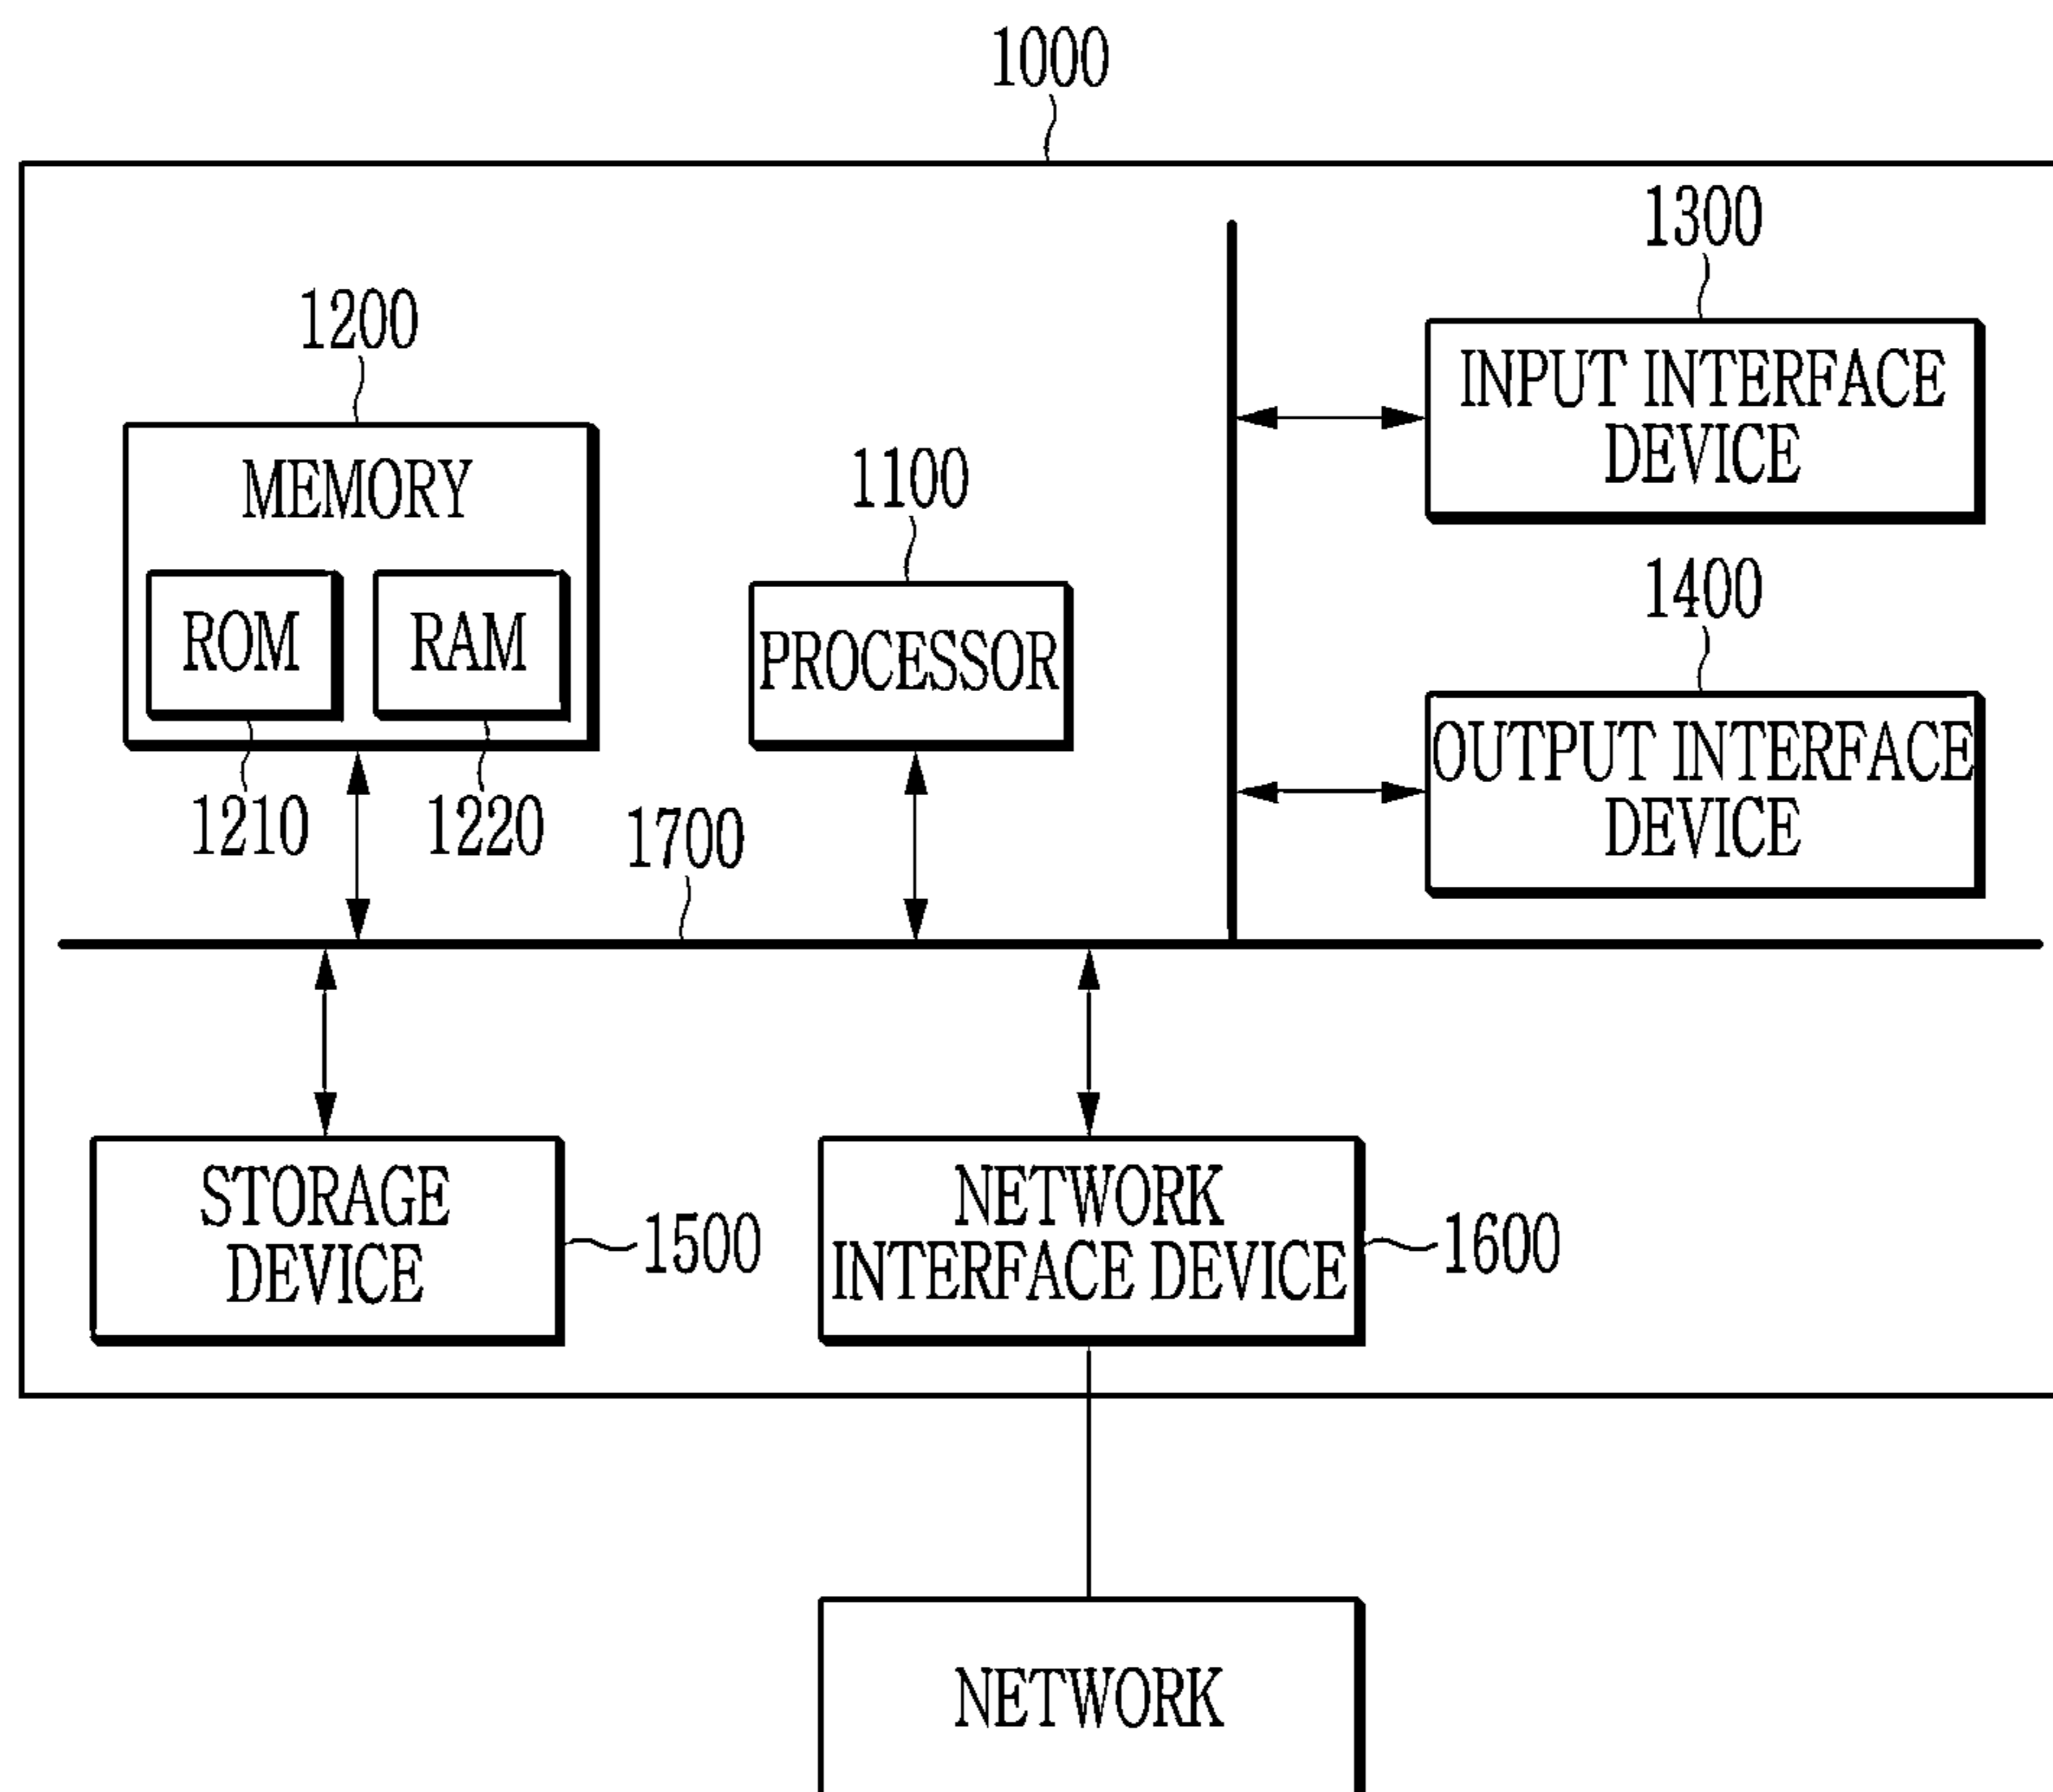 1000
1300
1200
INPUT INTERFACE
DEVICE
MEMORY
1100
ROM
RAM
PROCESSOR
1400
OUTPUT INTERFACE
DEVICE
1210
1220
1700
STORAGE
DEVICE
1500
NETWORK
INTERFACE DEVICE
1600
NETWORK